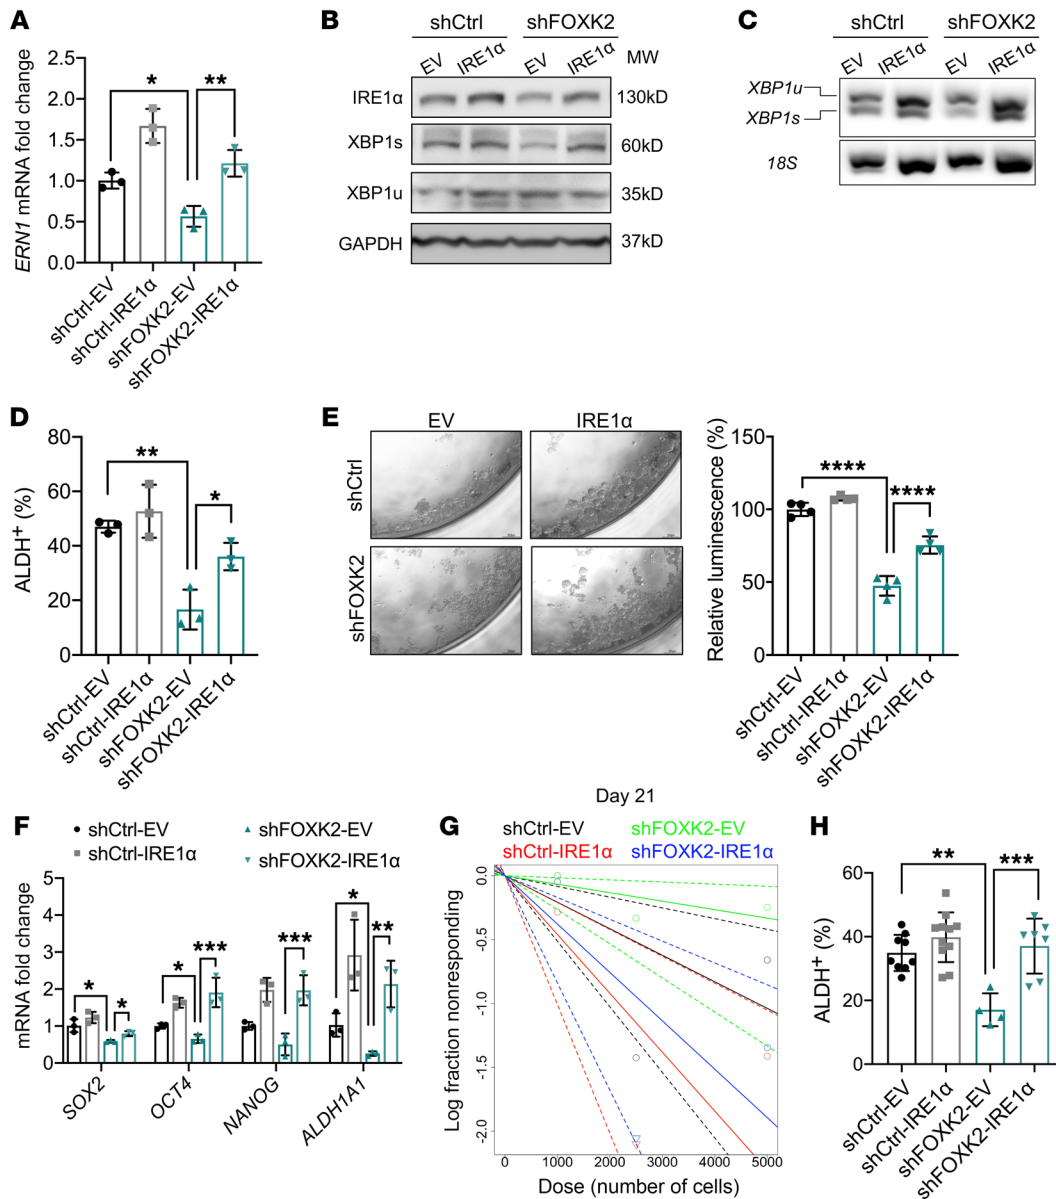 A
ERN1 mRNA fold change
2.5
2.0
1.5
1.0
0.5
0.0
*
**
shCtrl-EV
shCtrl-IRE1α
shFOXK2-EV
shFOXK2-IRE1α
B
shCtrl shFOXK2
EV IRE1α EV IRE1α MW
IRE1α 130kD
XBP1s 60kD
XBP1u 35kD
GAPDH 37kD
C
shCtrl shFOXK2
EV IRE1α EV IRE1α
XBP1u
XBP1s
18S
D
ALDH+ (%)
80
60
40
20
0
**
*
shCtrl-EV
shCtrl-IRE1α
shFOXK2-EV
shFOXK2-IRE1α
E
EV IRE1α
shCtrl
shFOXK2
Relative luminescence (%)
150
100
50
0
****
****
shCtrl-EV
shCtrl-IRE1α
shFOXK2-EV
shFOXK2-IRE1α
F
shCtrl-EV shFOXK2-EV
shCtrl-IRE1α shFOXK2-IRE1α
mRNA fold change
5
4
3
2
1
0
* * * *** *** * **
SOX2 OCT4 NANOG ALDH1A1
G
Day 21
shCtrl-EV shFOXK2-EV
shCtrl-IRE1α shFOXK2-IRE1α
Log fraction nonresponding
0.0
-0.5
-1.0
-1.5
-2.0
0 1000 2000 3000 4000 5000
Dose (number of cells)
H
ALDH+ (%)
60
40
20
0
**
***
shCtrl-EV
shCtrl-IRE1α
shFOXK2-EV
shFOXK2-IRE1α